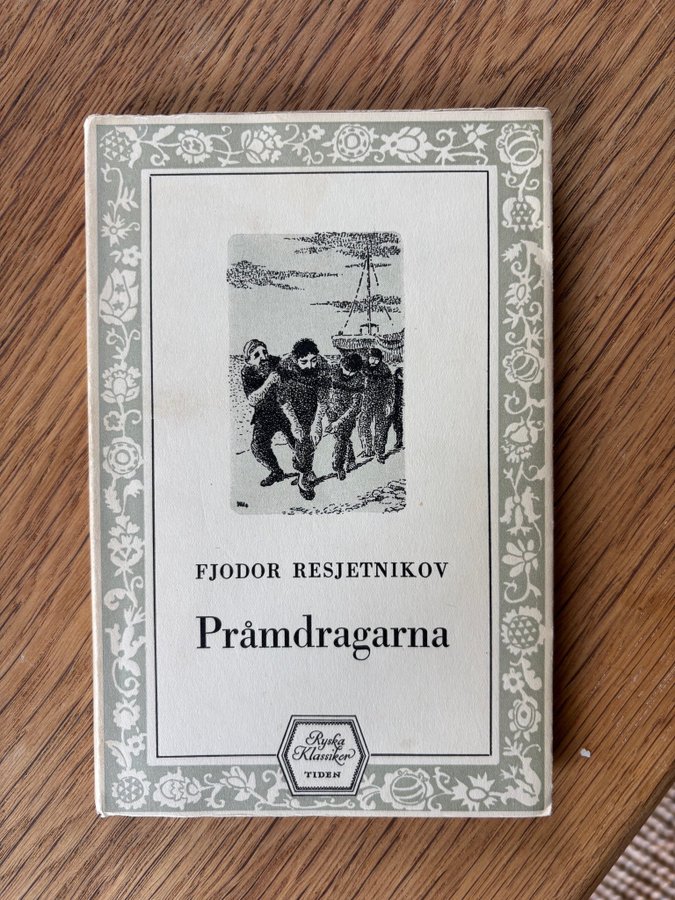 FJODOR RESJETNIKOV
Pråmdragarna
Ryska
Klassiker
TIDEN